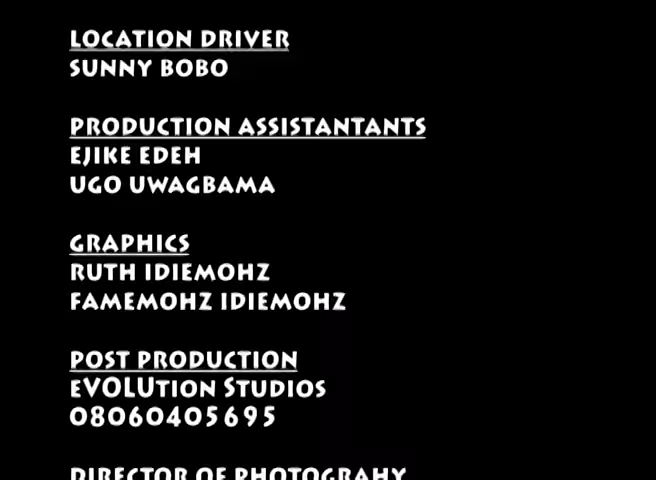 LOCATION DRIVER
SUNNY BOBO
PRODUCTION ASSISTANTANTS
EJIKE EDEH
UGO UWAGBAMA
GRAPHICS
RUTH IDIEMOHZ
FAMEMOHZ IDIEMOHZ
POST PRODUCTION
EVOLUTION STUDIOS
08060405695
DIRECTOR OF PHOTOGRAHY